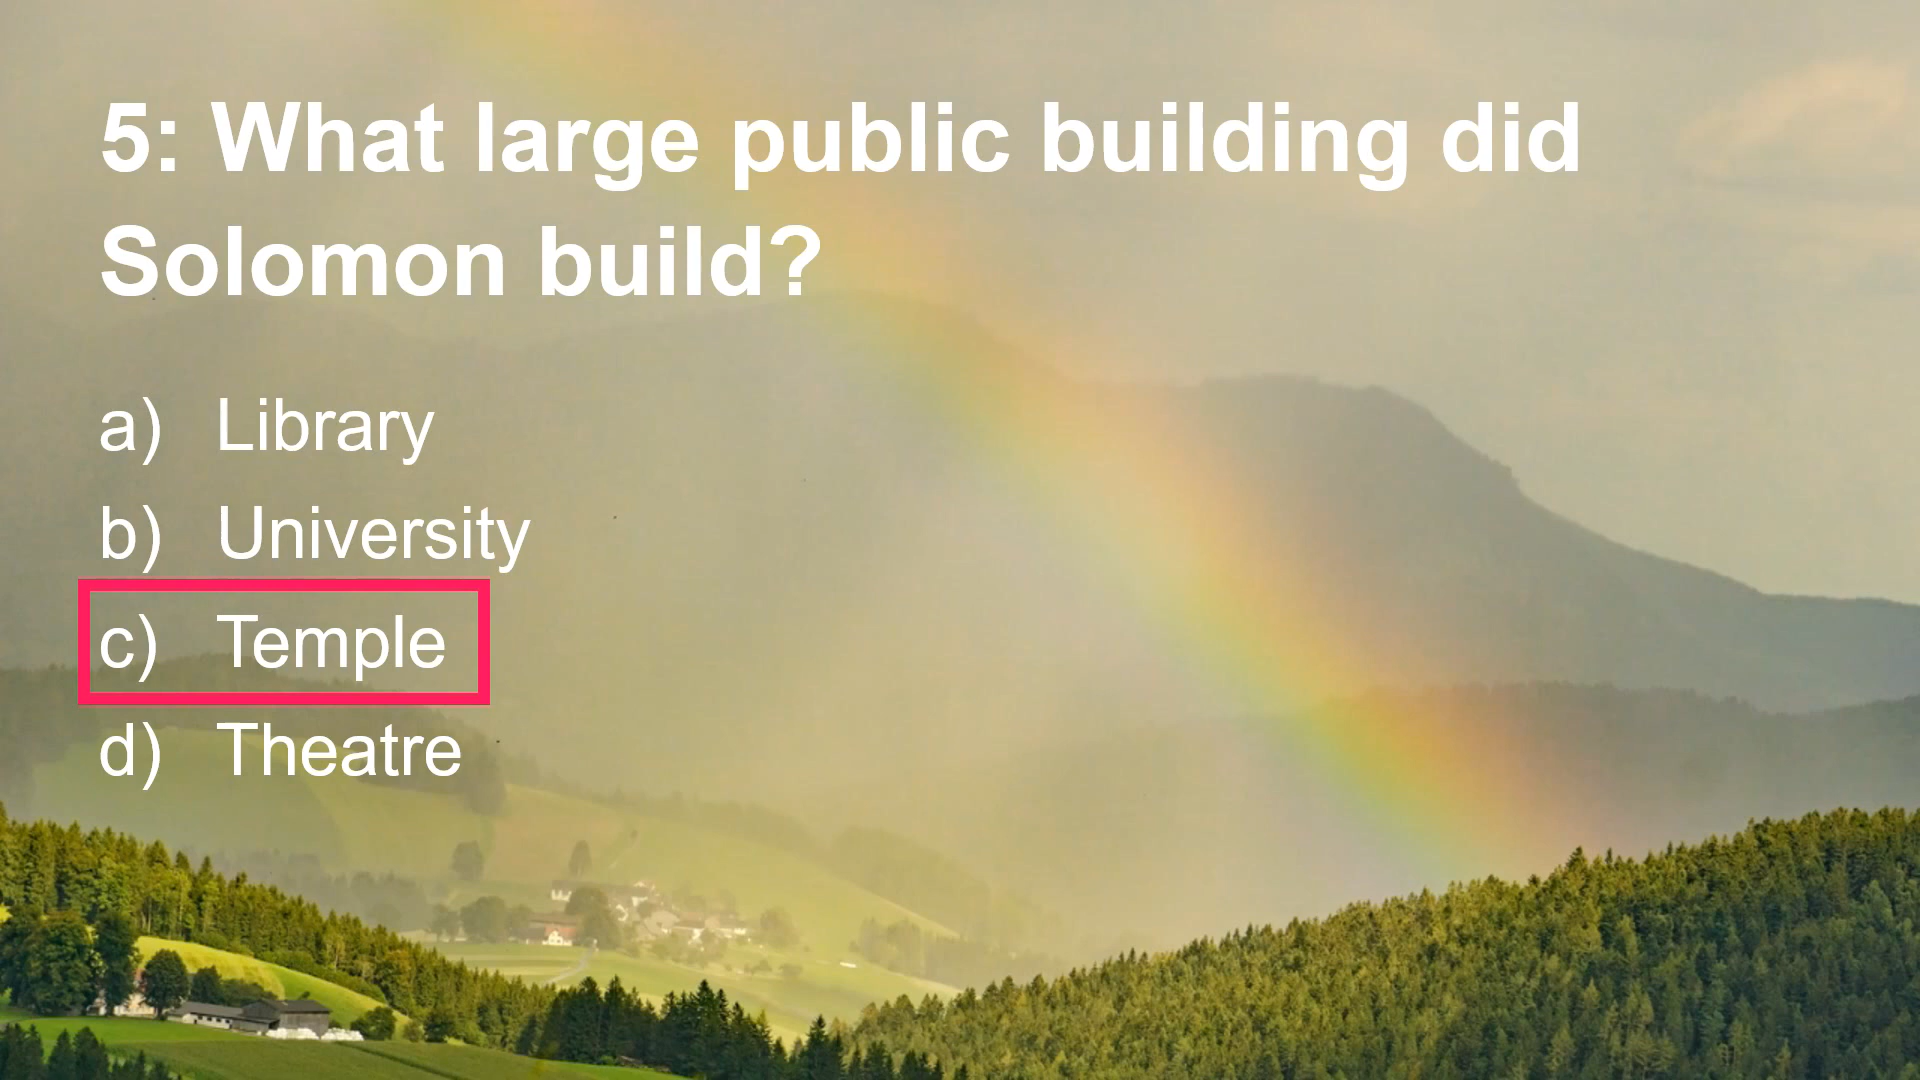 5: What large public building did
Solomon build?
a) Library
b) University
c) Temple
d) Theatre